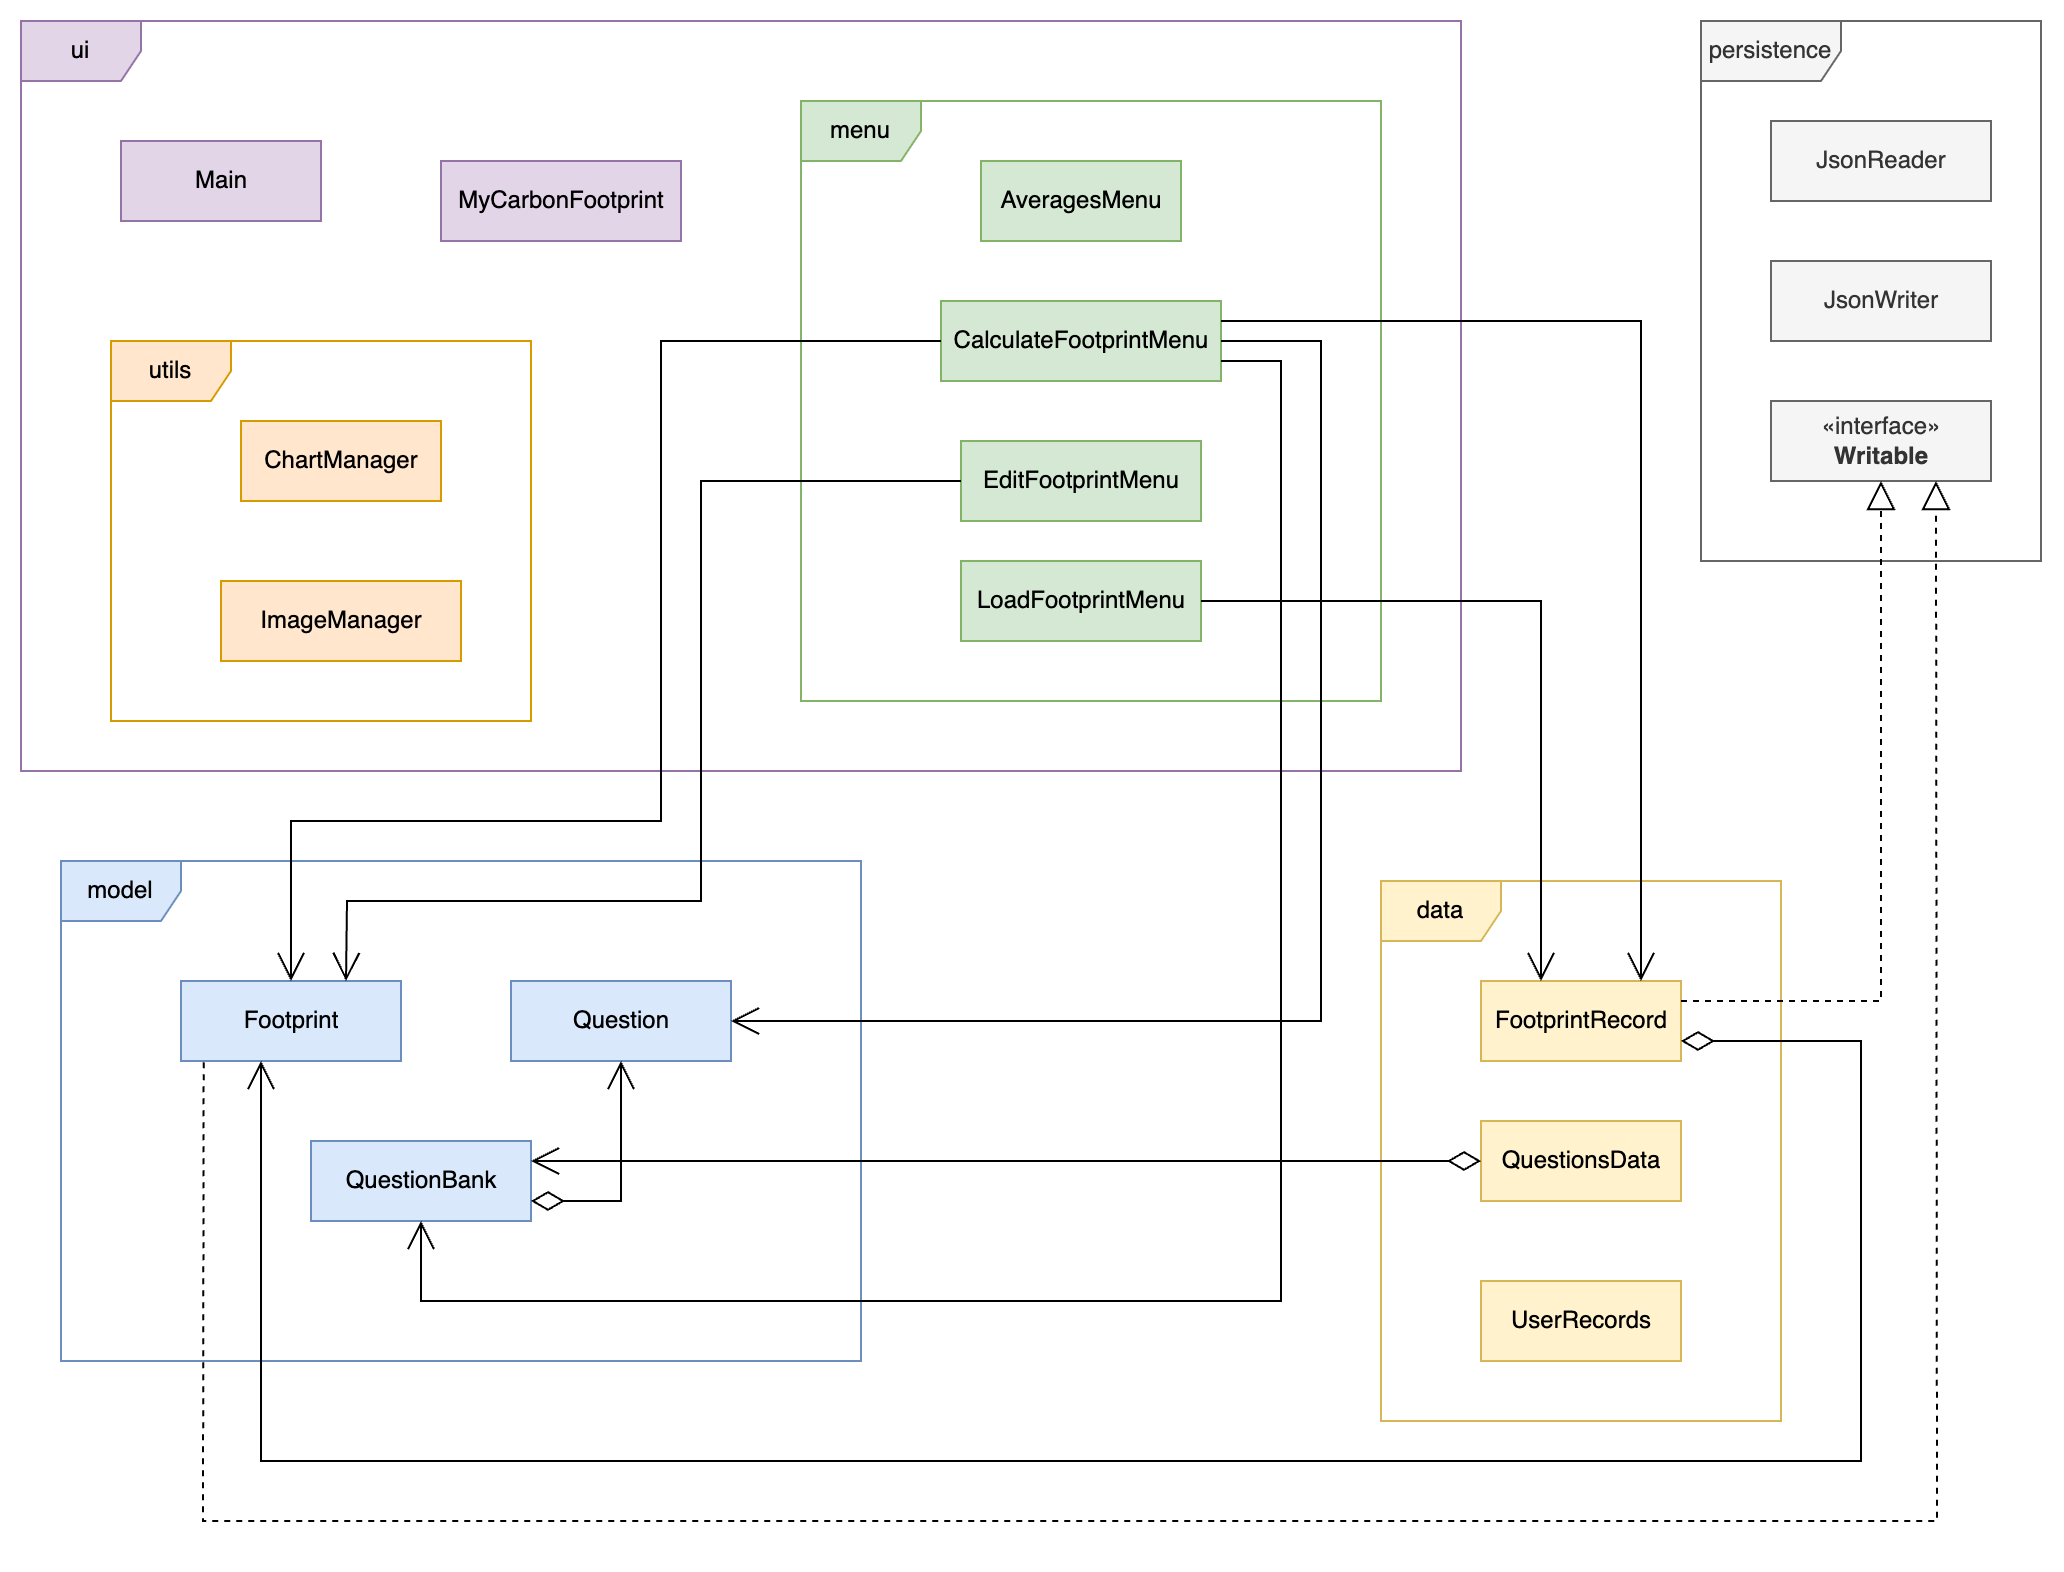 ui
persistence
menu
Main
MyCarbonFootprint
AveragesMenu
JsonReader
CalculateFootprintMenu
JsonWriter
utils
ChartManager
EditFootprintMenu
«interface»
Writable
ImageManager
LoadFootprintMenu
model
data
Footprint
Question
FootprintRecord
QuestionBank
QuestionsData
UserRecords